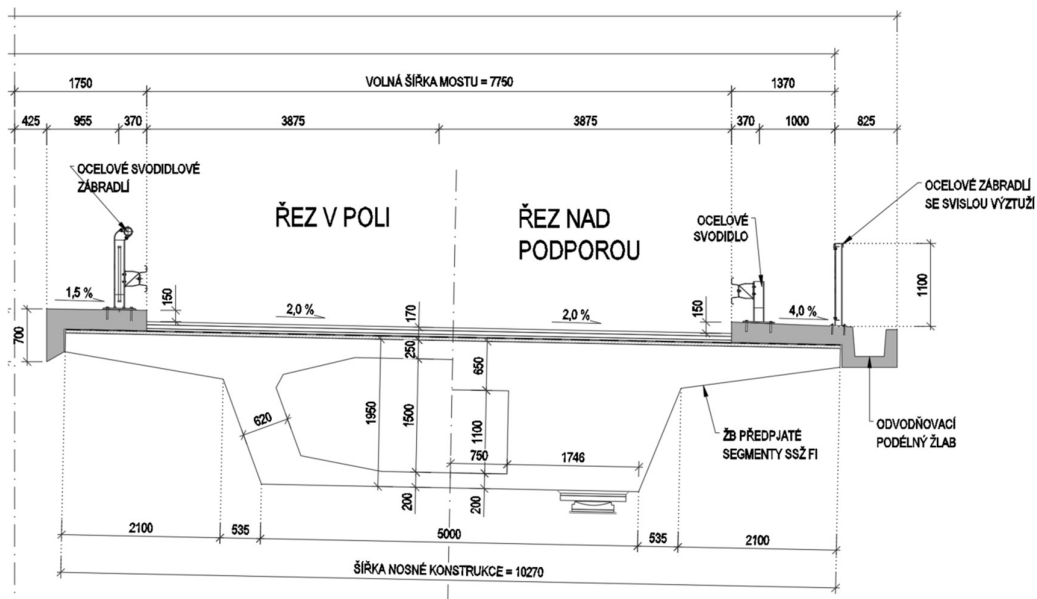 1750
VOLNÁ ŠÍŘKA MOSTU = 7750
1370
425
955
370
3875
3875
370
1000
825
OCELOVÉ SVODIDLOVÉ
ZÁBRADLÍ
OCELOVÉ ZÁBRADLÍ
SE SVISLOU VÝZTUŽÍ
ŘEZ V POLI
ŘEZ NAD
PODPOROU
OCELOVÉ
SVODIDLO
1100
1,5 %
150
2,0 %
170
2,0 %
150
4,0 %
700
250
650
620
1950
1500
1100
750
1746
ŽB PŘEDPJATÉ
SEGMENTY SSŽ FI
ODVODŇOVACÍ
PODÉLNÝ ŽLAB
200
200
2100
535
5000
535
2100
ŠÍŘKA NOSNÉ KONSTRUKCE = 10270